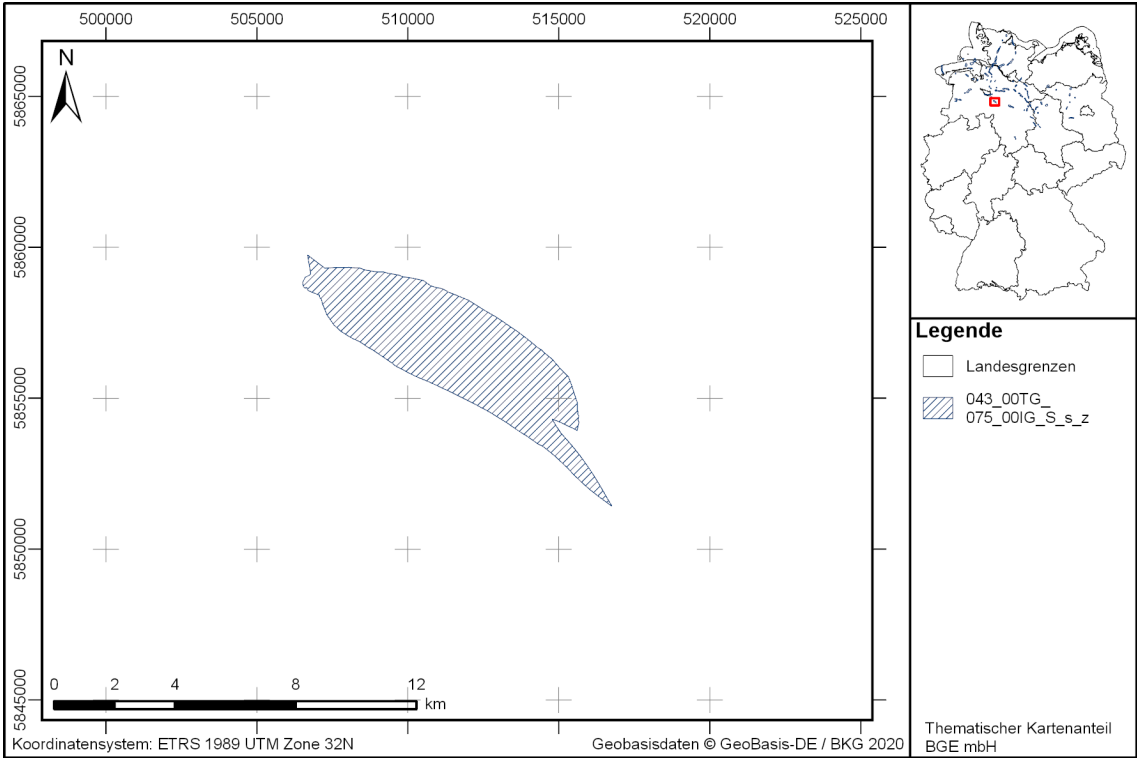 500000 505000 510000 515000 520000 525000
N
5865000
5860000
5855000
5850000
5845000
0 2 4 8 12
km
Koordinatensystem: ETRS 1989 UTM Zone 32N
Geobasisdaten © GeoBasis-DE / BKG 2020
Legende
Landesgrenzen
043_00TG_
075_00IG_S_s_z
Thematischer Kartenanteil
BGE mbH